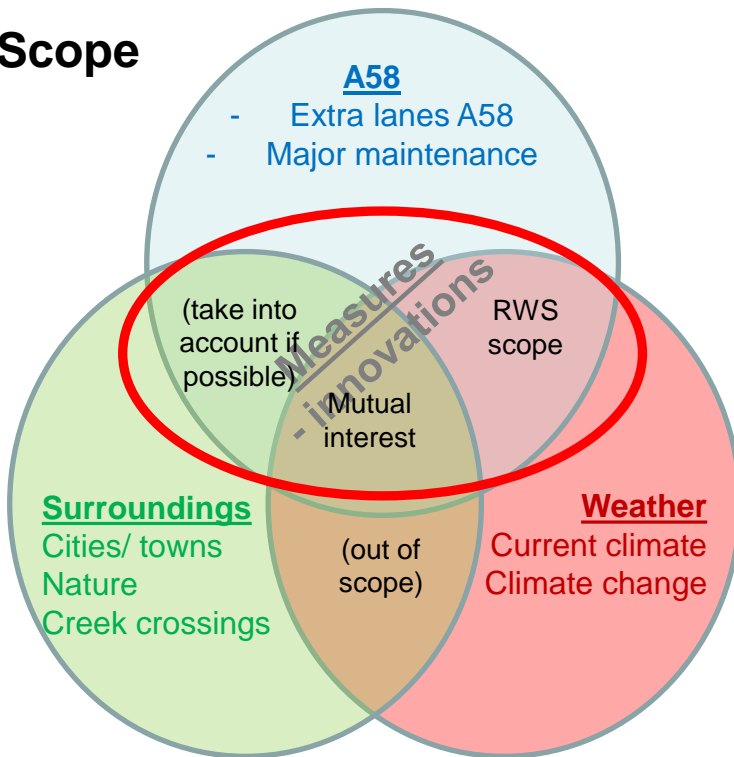 Scope
A58
- Extra lanes A58
- Major maintenance
Measures
- innovations
(take into
account if
possible)
RWS
scope
Mutual
interest
Surroundings
Cities/ towns
Nature
Creek crossings
(out of
scope)
Weather
Current climate
Climate change